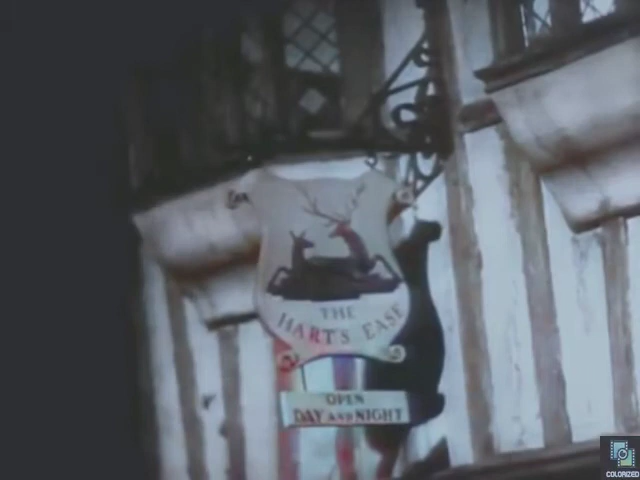 THE
HART'S EASE
OPEN
DAY AND NIGHT
COLORIZED